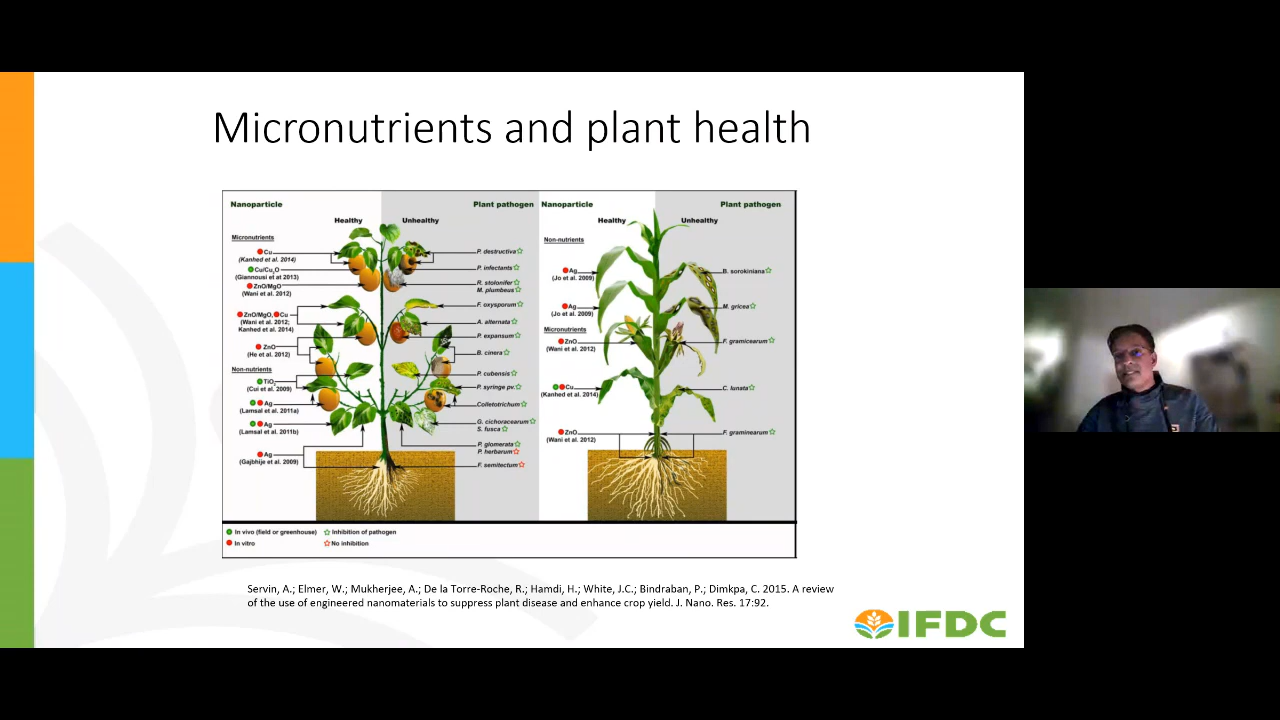 Micronutrients and plant health
Nanoparticle
Plant pathogen
Healthy
Unhealthy
Micronutrients
Cu
(Kanhed et al. 2014)
Cu/Cu₂O
(Giannousi et at 2013)
ZnO/MgO
(Wani et al. 2012)
ZnO/MgO, Cu
(Wani et al. 2012;
Kanhed et al. 2014)
ZnO
(He et al. 2012)
Non-nutrients
TiO₂
(Cui et al. 2009)
Ag
(Lamsal et al. 2011a)
Ag
(Lamsal et al. 2011b)
Ag
(Gajbhije et al. 2009)
P. destructiva
P. infectants
R. stolonifer
M. plumbeus
F. oxysporum
A. alternata
P. expansum
B. cinera
P. cubensis
P. syringe pv.
Colletotrichum
G. cichoracearum
S. fusca
P. glomerata
P. herbarum
F. semitectum
Nanoparticle
Plant pathogen
Healthy
Unhealthy
Non-nutrients
Ag
(Jo et al. 2009)
Ag
(Jo et al. 2009)
Micronutrients
ZnO
(Wani et al. 2012)
Cu
(Kanhed et al. 2014)
ZnO
(Wani et al. 2012)
B. sorokiniana
M. gricea
F. gramicearum
C. lunata
F. graminearum
In vivo (field or greenhouse)
Inhibition of pathogen
In vitro
No inhibition
Servin, A.; Elmer, W.; Mukherjee, A.; De la Torre-Roche, R.; Hamdi, H.; White, J.C.; Bindraban, P.; Dimkpa, C. 2015. A review
of the use of engineered nanomaterials to suppress plant disease and enhance crop yield. J. Nano. Res. 17:92.
IFDC